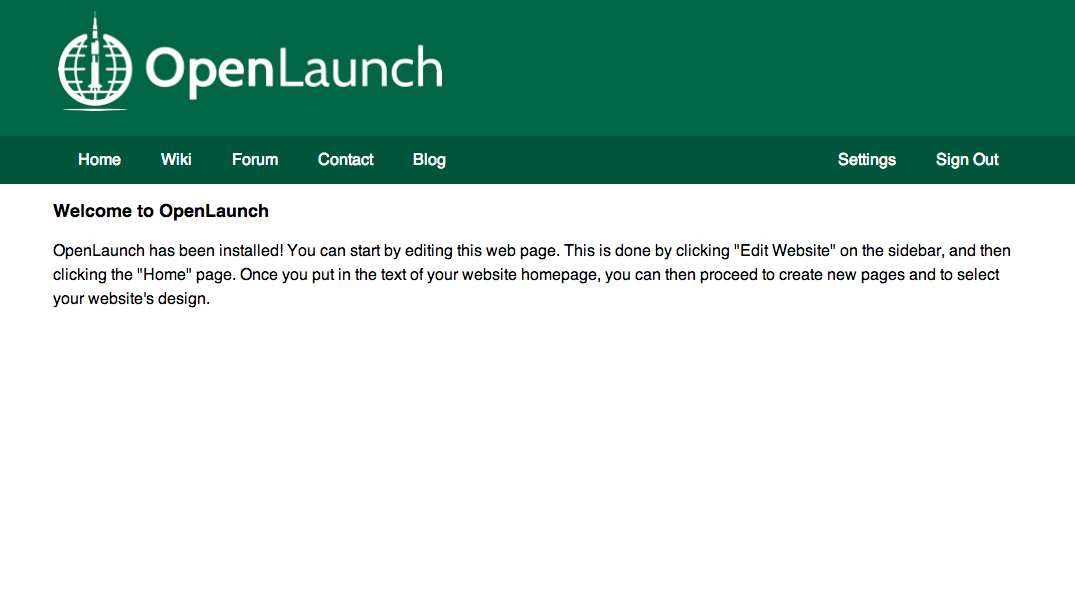 OpenLaunch
Home Wiki Forum Contact Blog Settings Sign Out
Welcome to OpenLaunch
OpenLaunch has been installed! You can start by editing this web page. This is done by clicking "Edit Website" on the sidebar, and then
clicking the "Home" page. Once you put in the text of your website homepage, you can then proceed to create new pages and to select
your website's design.